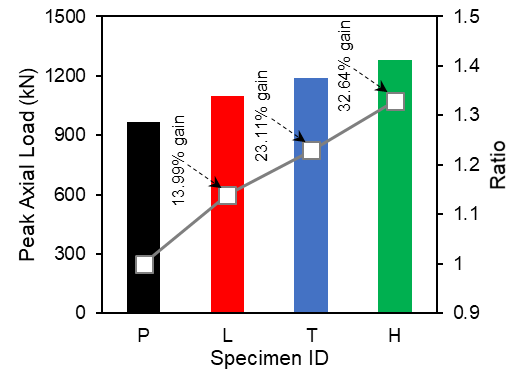 1500
1200
900
600
300
0
Peak Axial Load (kN)
13.99% gain
23.11% gain
32.64% gain
1.5
1.4
1.3
1.2
1.1
1
0.9
Ratio
P L T H
Specimen ID